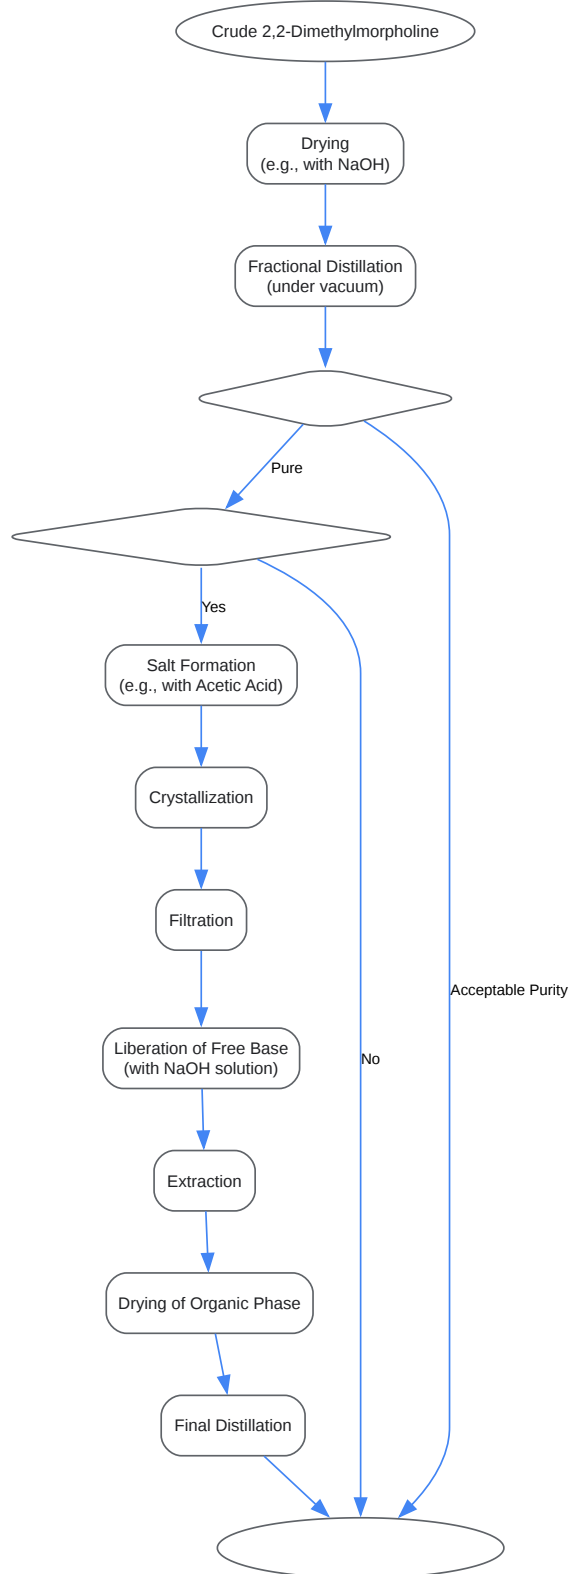 Crude 2,2-Dimethylmorpholine
Drying
(e.g., with NaOH)
Fractional Distillation
(under vacuum)
Pure
Yes
Salt Formation
(e.g., with Acetic Acid)
Crystallization
Filtration
Acceptable Purity
Liberation of Free Base
(with NaOH solution)
No
Extraction
Drying of Organic Phase
Final Distillation